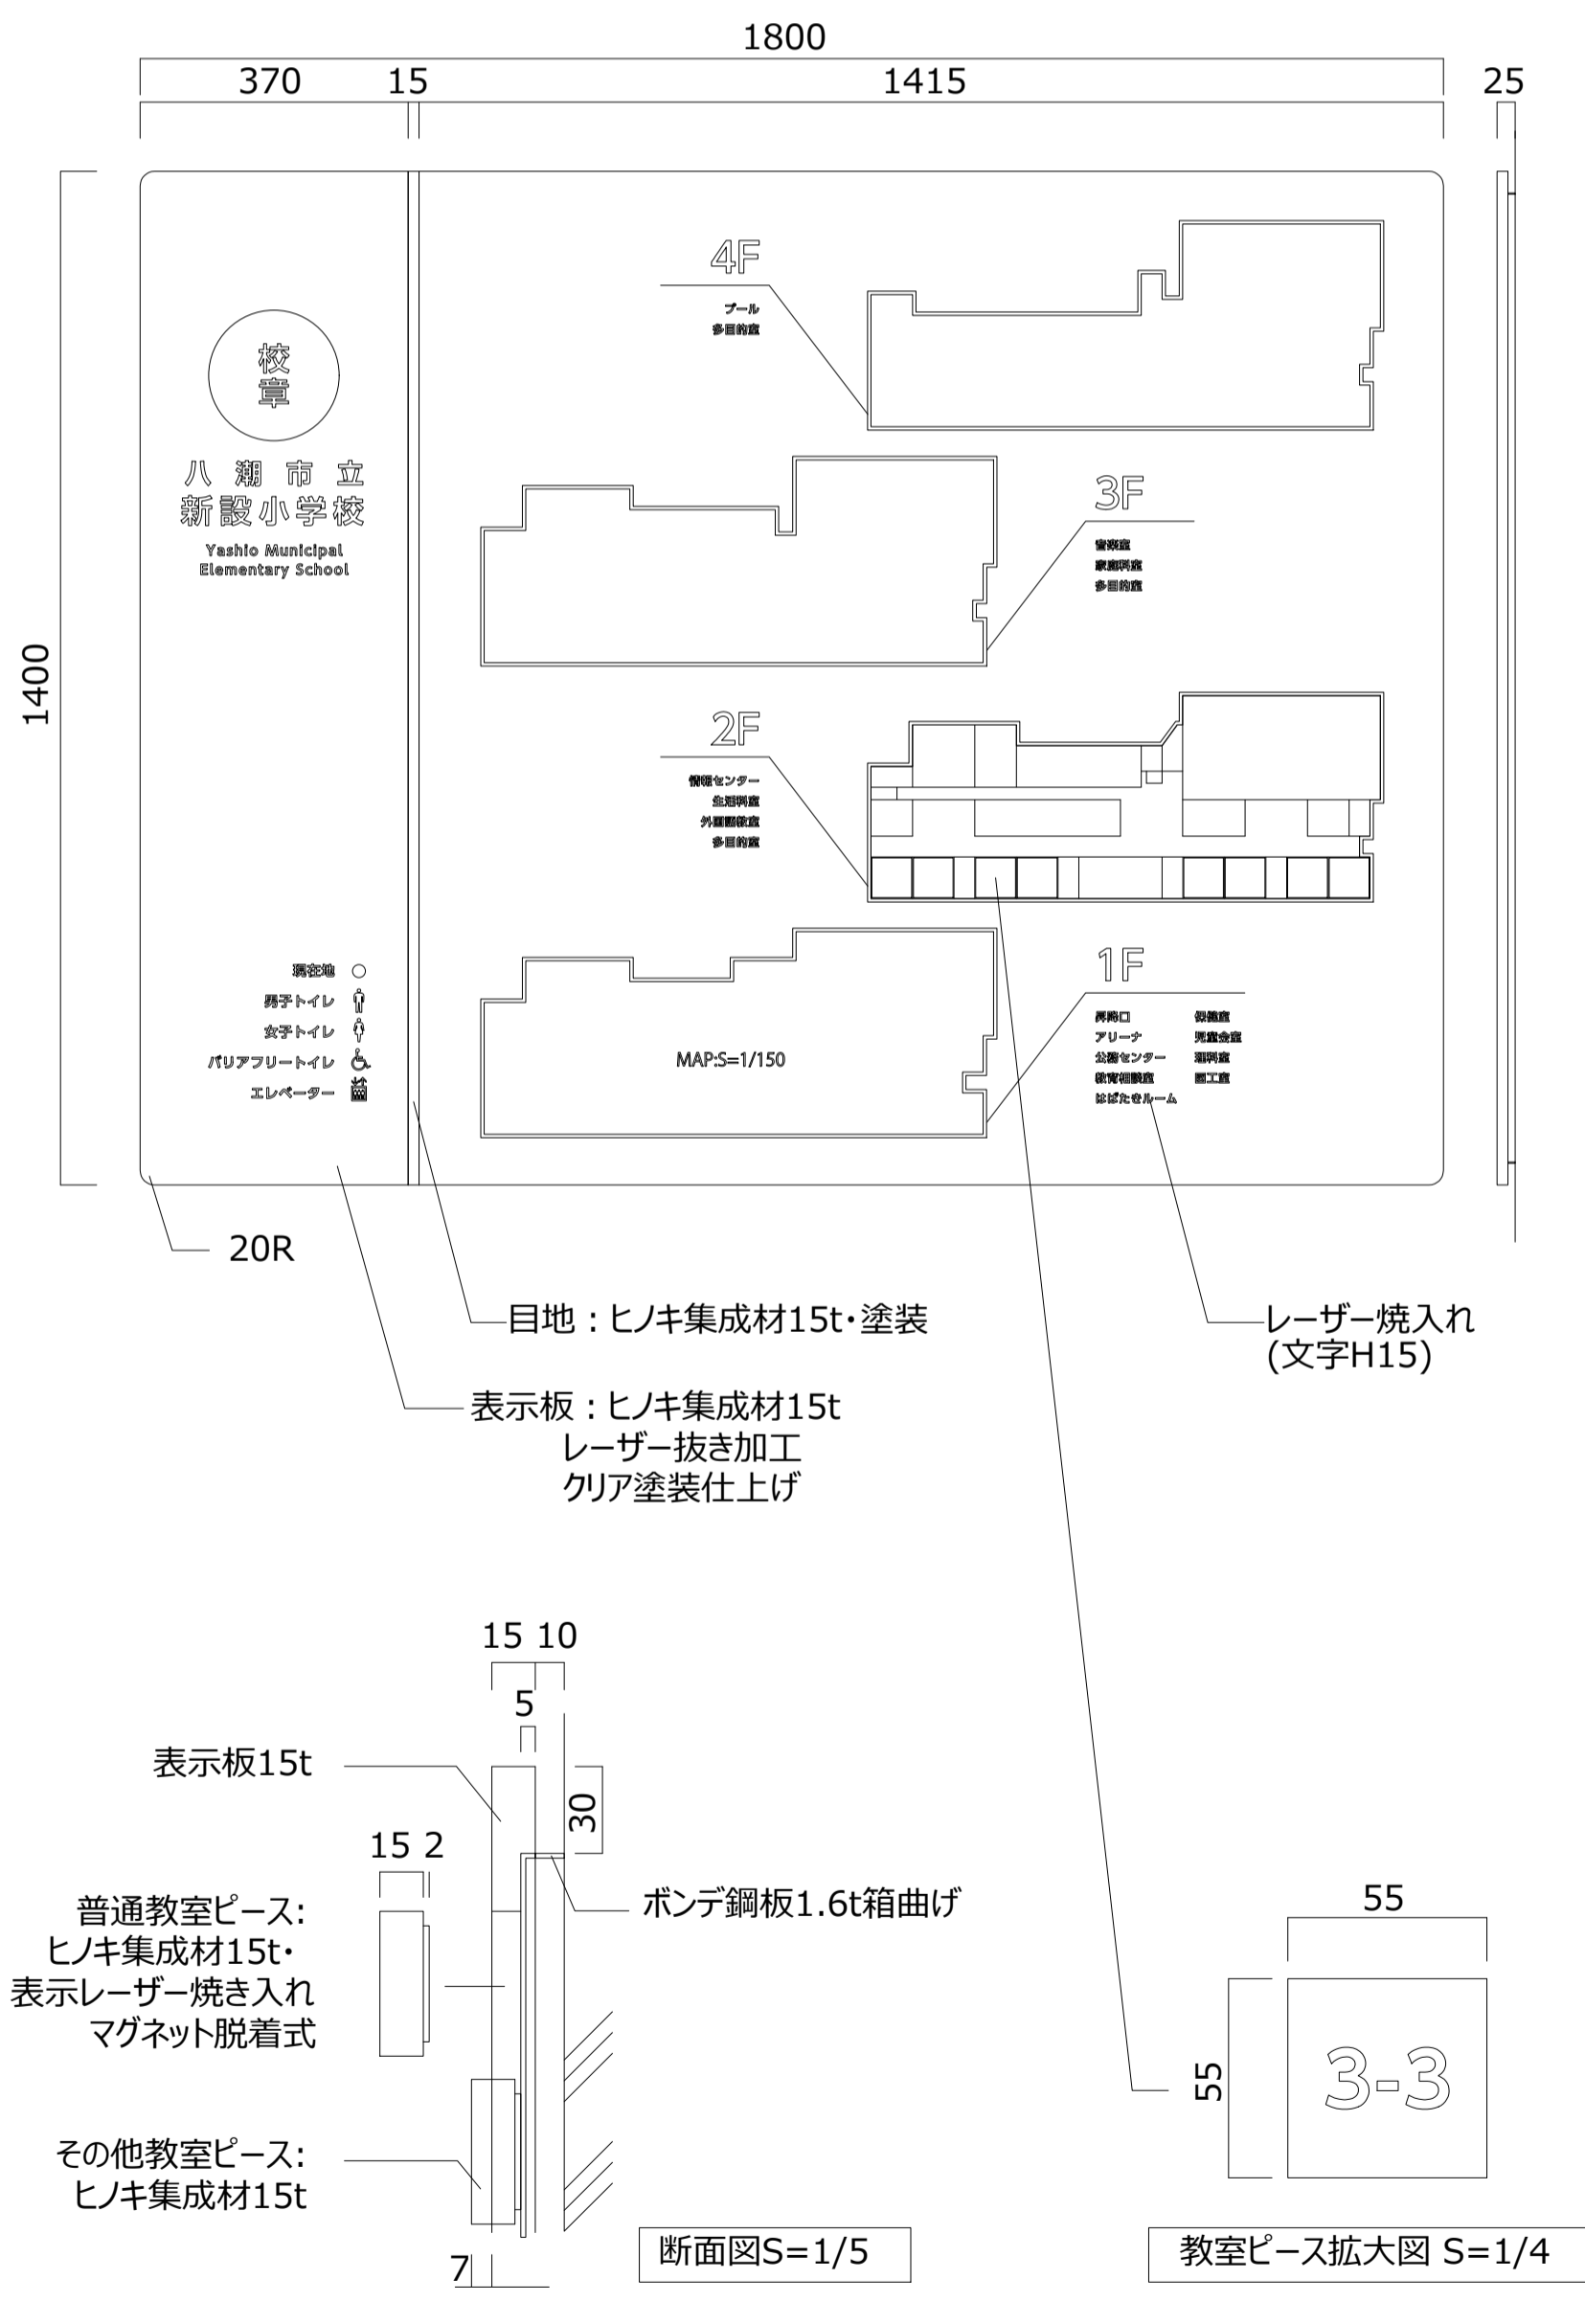 1800
370 15 1415 25
1400
校
章
八潮市立
新設小学校
Yashio Municipal
Elementary School
現在地
男子トイレ
女子トイレ
バリアフリートイレ
エレベーター
4F
プール
多目的室
3F
音楽室
家庭科室
多目的室
2F
情報センター
生活科室
外国語教室
多目的室
1F
昇降口 保健室
アリーナ 児童会室
公務センター 理科室
教育相談室 図工室
はばたきルーム
MAP:S=1/150
20R
目地：ヒノキ集成材15t・塗装
表示板：ヒノキ集成材15t
レーザー抜き加工
クリア塗装仕上げ
レーザー焼入れ
(文字H15)
15 10
5
30
表示板15t
15 2
普通教室ピース:
ヒノキ集成材15t・
表示レーザー焼き入れ
マグネット脱着式
ボンデ鋼板1.6t箱曲げ
その他教室ピース:
ヒノキ集成材15t
7
断面図S=1/5
55
55
3-3
教室ピース拡大図 S=1/4